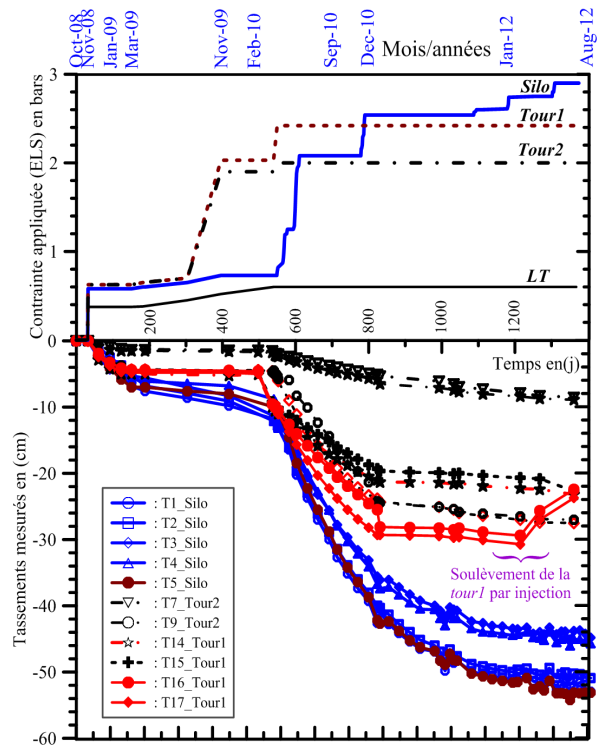 Oct-08
Nov-08
Jan-09
Mar-09
Nov-09
Feb-10
Sep-10
Dec-10
Mois/années
Jan-12
Aug-12
Contrainte appliquée (ELS) en bars
3
2
1
0
Silo
Tour1
Tour2
LT
200
400
600
800
1000
1200
Temps en(j)
Tassements mesurés en (cm)
-10
-20
-30
-40
-50
-60
: T1_Silo
: T2_Silo
: T3_Silo
: T4_Silo
: T5_Silo
: T7_Tour2
: T9_Tour2
: T14_Tour1
: T15_Tour1
: T16_Tour1
: T17_Tour1
Soulèvement de la
tour1 par injection